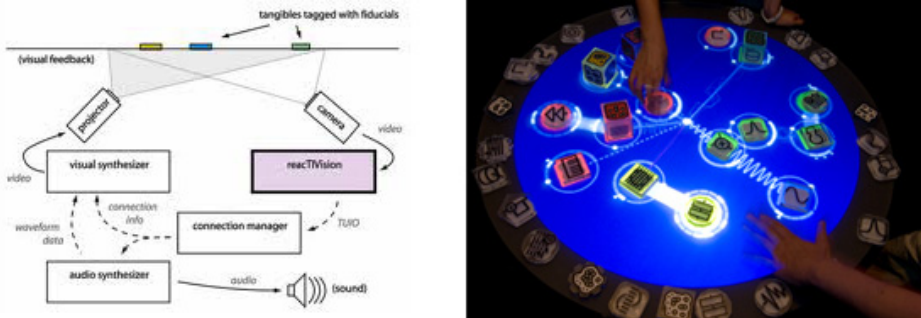 tangibles tagged with fiducials
(visual feedback)
projector
camera
video
visual synthesizer
reacTIVision
video
connection
info
TUIO
waveform
data
connection manager
audio synthesizer
audio
(sound)